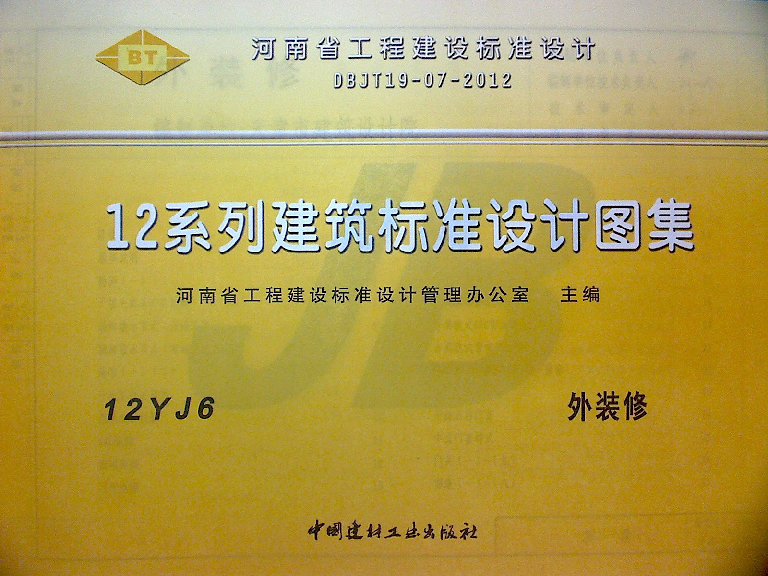 BT
河南省工程建设标准设计
DBJT19-07-2012
12系列建筑标准设计图集
河南省工程建设标准设计管理办公室 主编
12YJ6 外装修
中国建材工业出版社
JB